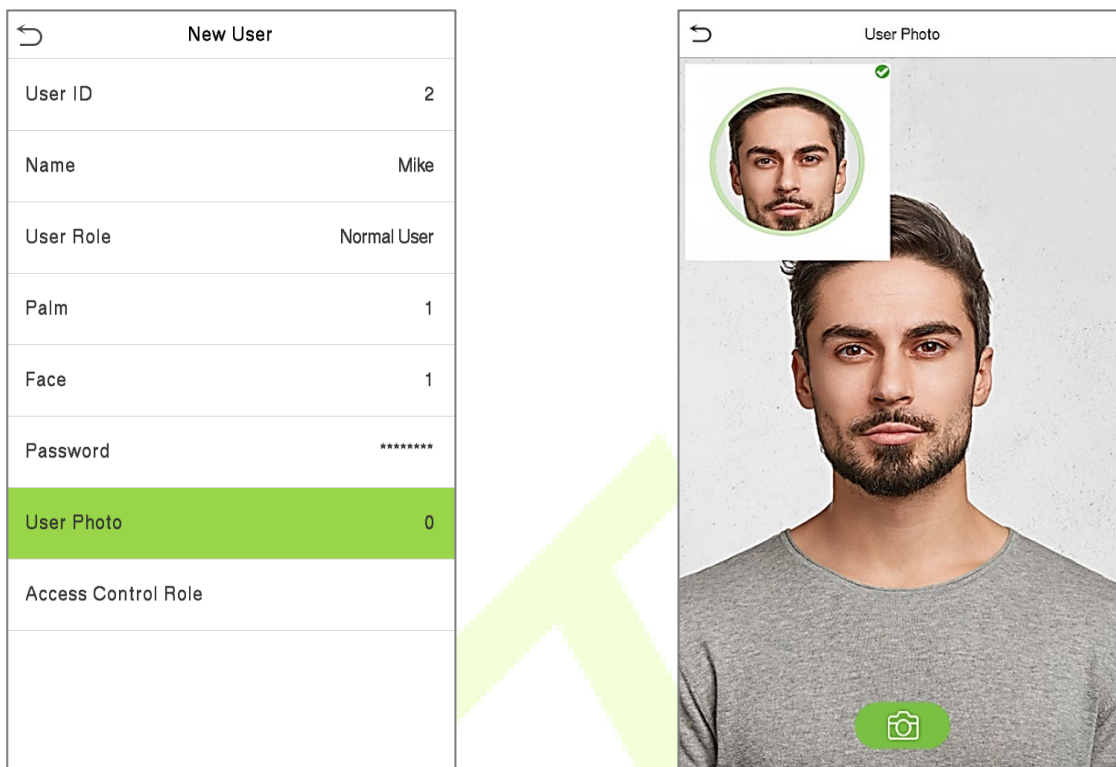 New User
User ID 2
Name Mike
User Role Normal User
Palm 1
Face 1
Password ********
User Photo 0
Access Control Role
User Photo